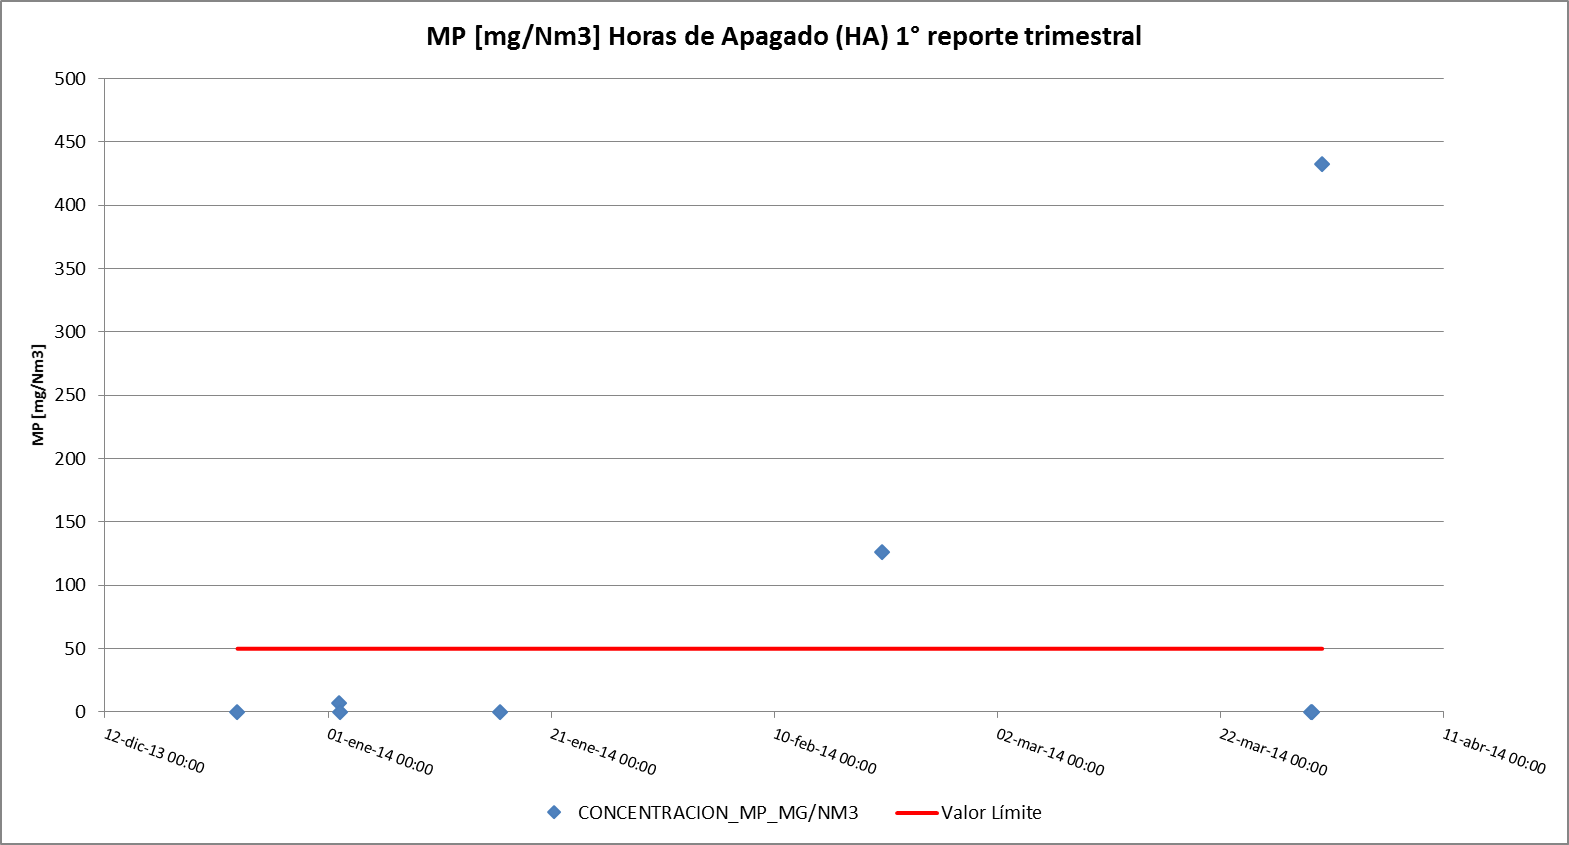 MP [mg/Nm3] Horas de Apagado (HA) 1° reporte trimestral
500
450
400
350
300
250
200
150
100
50
0
MP [mg/Nm3]
12-dic-13 00:00
01-ene-14 00:00
21-ene-14 00:00
10-feb-14 00:00
02-mar-14 00:00
22-mar-14 00:00
11-abr-14 00:00
CONCENTRACION_MP_MG/NM3
Valor Límite